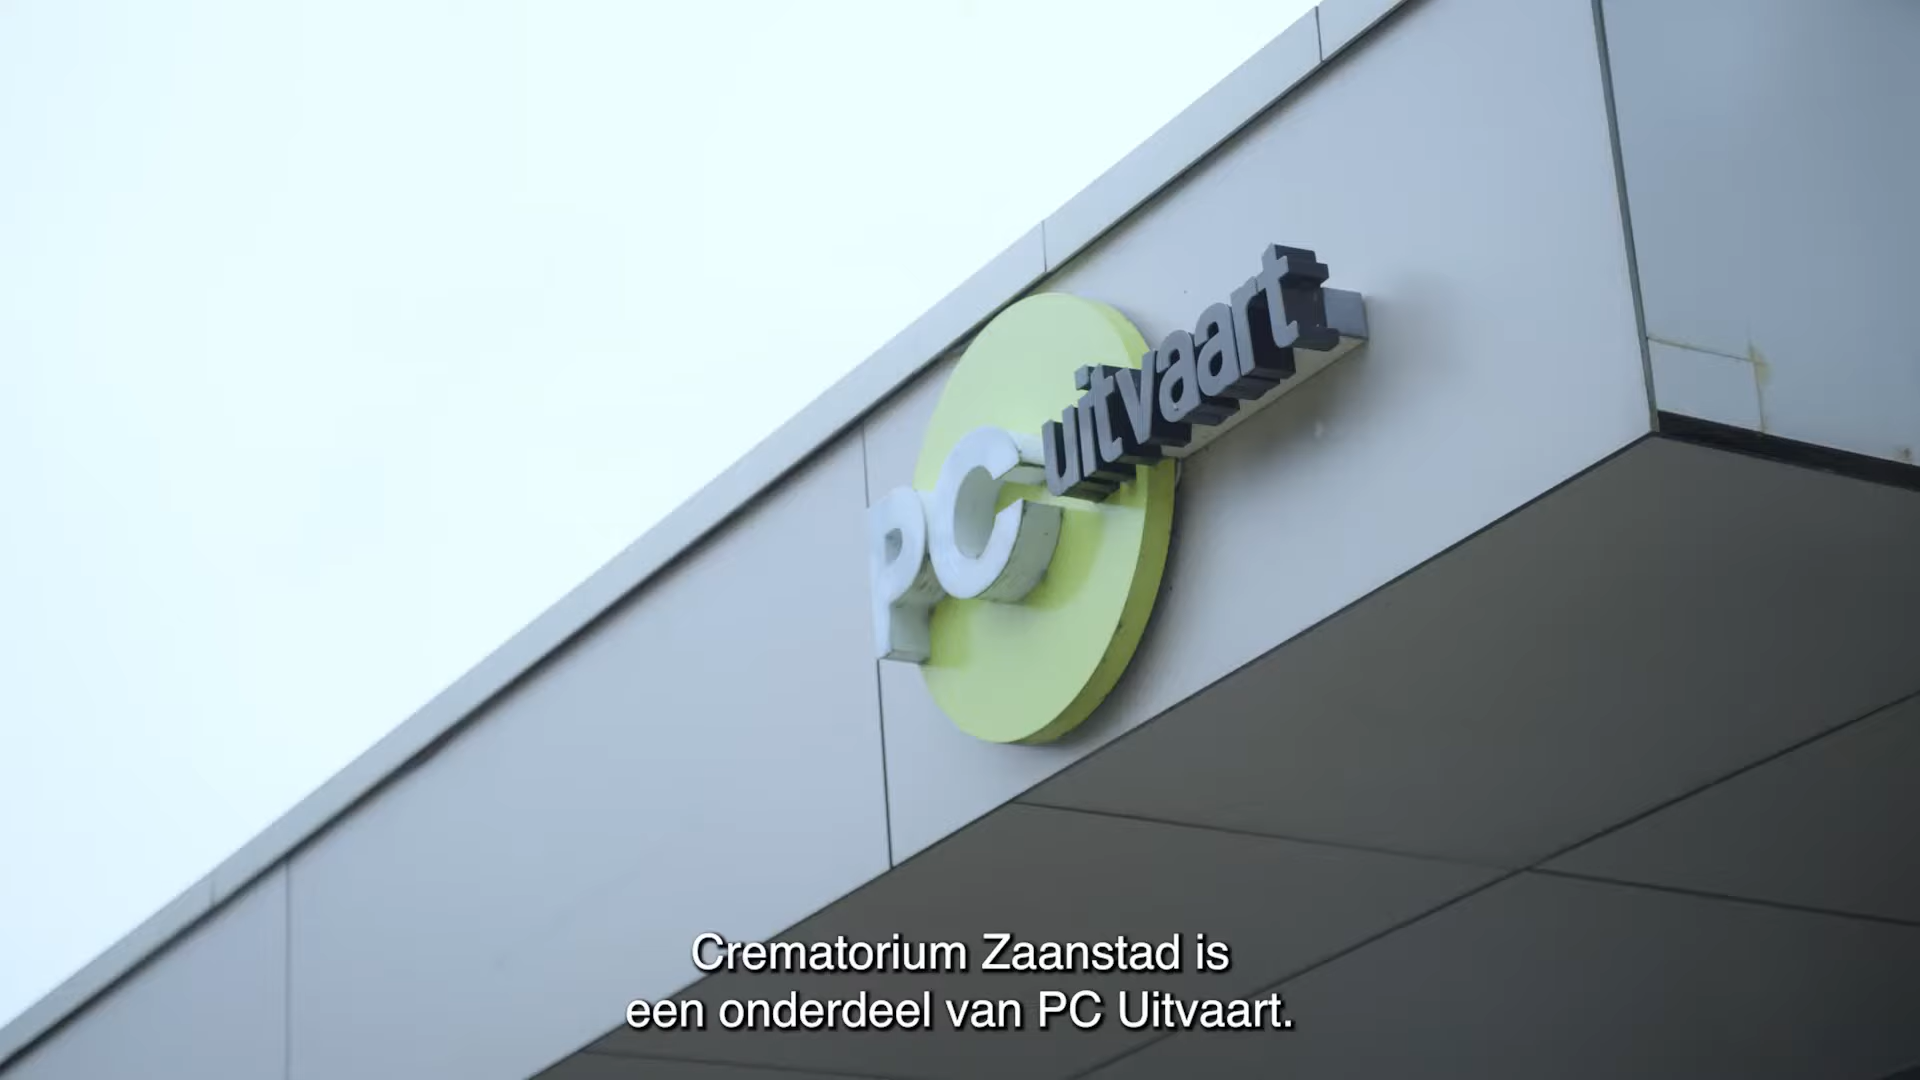 PC uitvaart
Crematorium Zaanstad is
een onderdeel van PC Uitvaart.